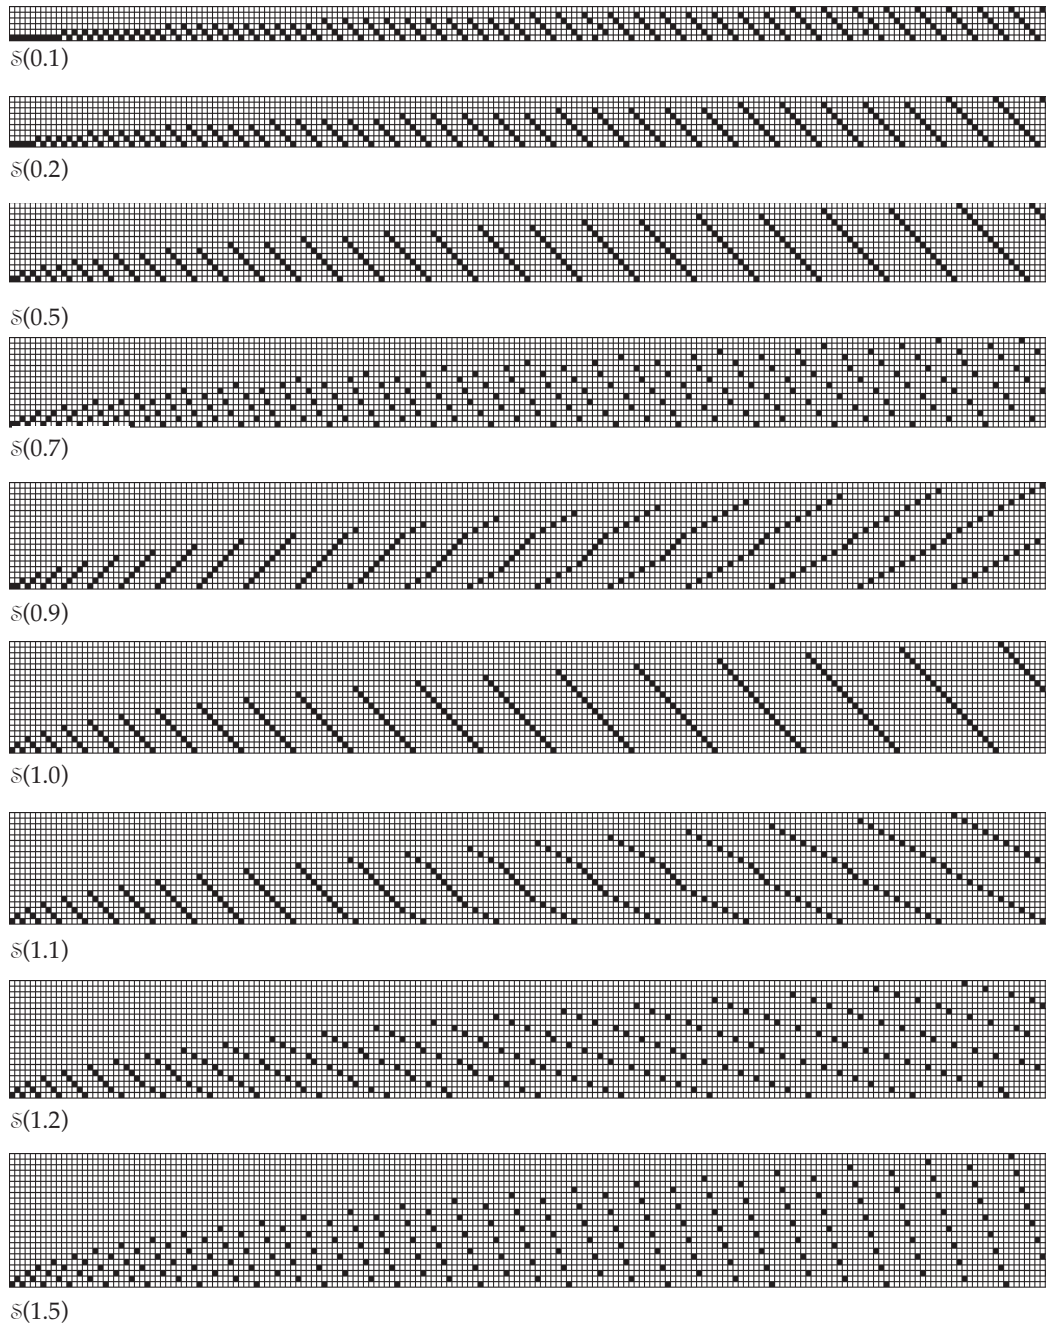 𝕊(0.1)
𝕊(0.2)
𝕊(0.5)
𝕊(0.7)
𝕊(0.9)
𝕊(1.0)
𝕊(1.1)
𝕊(1.2)
𝕊(1.5)